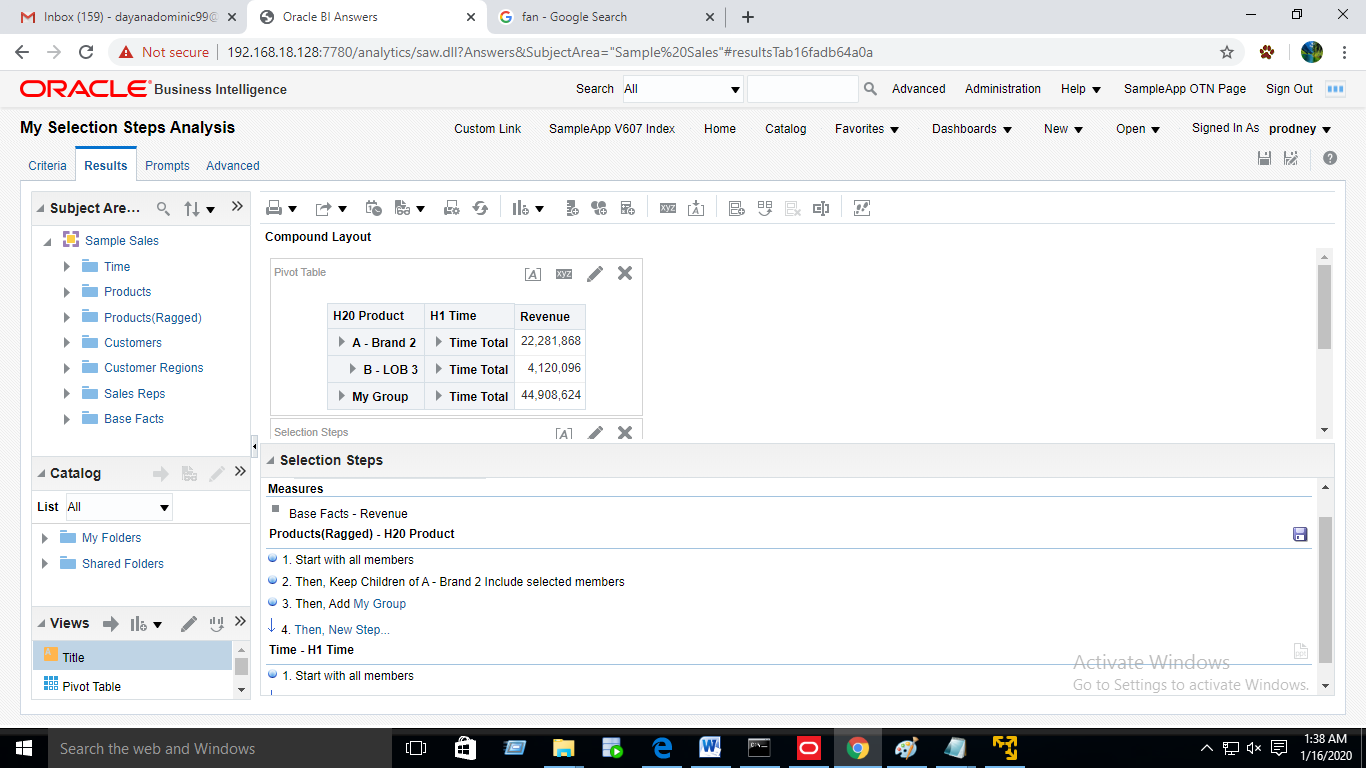 Inbox (159) - dayanadominic99@
Oracle BI Answers
fan - Google Search
Not secure
192.168.18.128:7780/analytics/saw.dll?Answers&SubjectArea="Sample%20Sales"#resultsTab16fadb64a0a
ORACLE Business Intelligence
Search All Advanced Administration Help SampleApp OTN Page Sign Out
My Selection Steps Analysis
Custom Link SampleApp V607 Index Home Catalog Favorites Dashboards New Open Signed In As prodney
Criteria Results Prompts Advanced
Subject Are...
Sample Sales
Time
Products
Products(Ragged)
Customers
Customer Regions
Sales Reps
Base Facts
Catalog
List All
My Folders
Shared Folders
Views
Title
Pivot Table
Compound Layout
Pivot Table
H20 Product H1 Time Revenue
A - Brand 2 Time Total 22,281,868
B - LOB 3 Time Total 4,120,096
My Group Time Total 44,908,624
Selection Steps
Selection Steps
Measures
Base Facts - Revenue
Products(Ragged) - H20 Product
1. Start with all members
2. Then, Keep Children of A - Brand 2 Include selected members
3. Then, Add My Group
4. Then, New Step...
Time - H1 Time
1. Start with all members
Activate Windows
Go to Settings to activate Windows.
Search the web and Windows
1:38 AM
1/16/2020